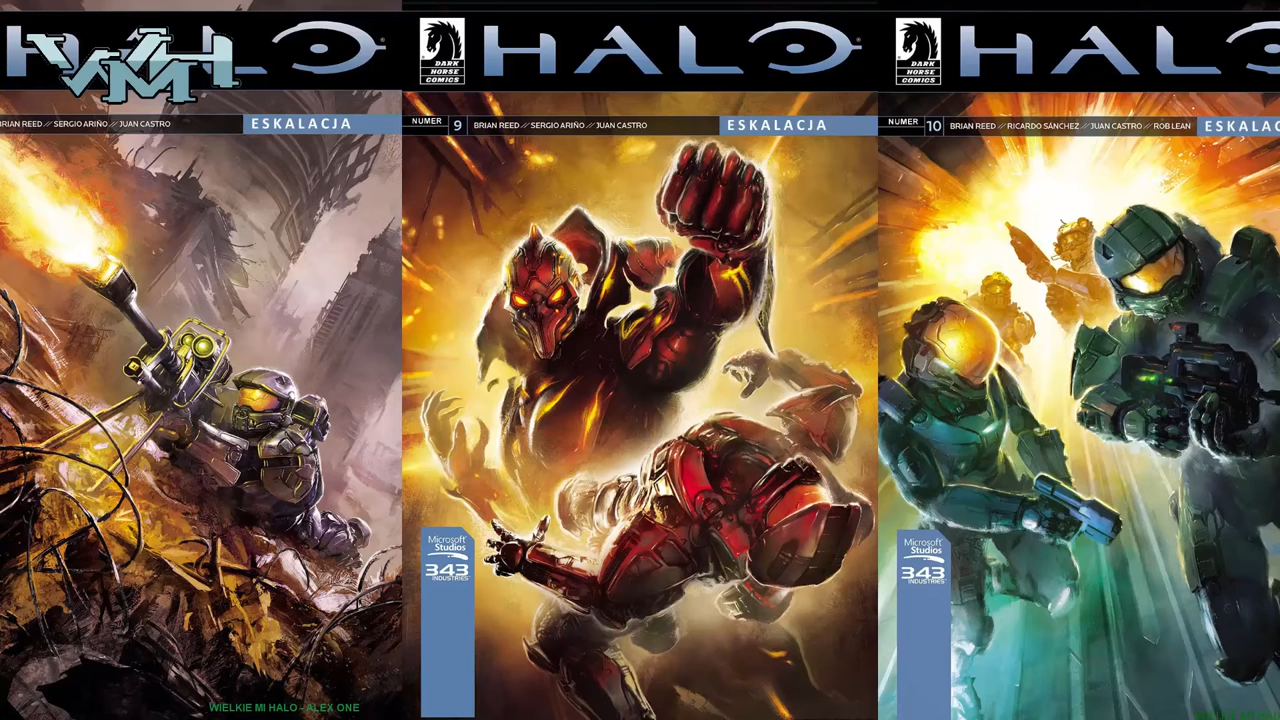 HALO
WMH
BRIAN REED // SERGIO ARIÑO // JUAN CASTRO
ESKALACJA
WIELKIE MI HALO - ALEX ONE
DARK
HORSE
COMICS
HALO
NUMER 9 BRIAN REED // SERGIO ARIÑO // JUAN CASTRO
ESKALACJA
Microsoft
Studios
343
INDUSTRIES
DARK
HORSE
COMICS
HALO
NUMER 10 BRIAN REED // RICARDO SÁNCHEZ // JUAN CASTRO // ROB LEAN
ESKALAC
Microsoft
Studios
343
INDUSTRIES